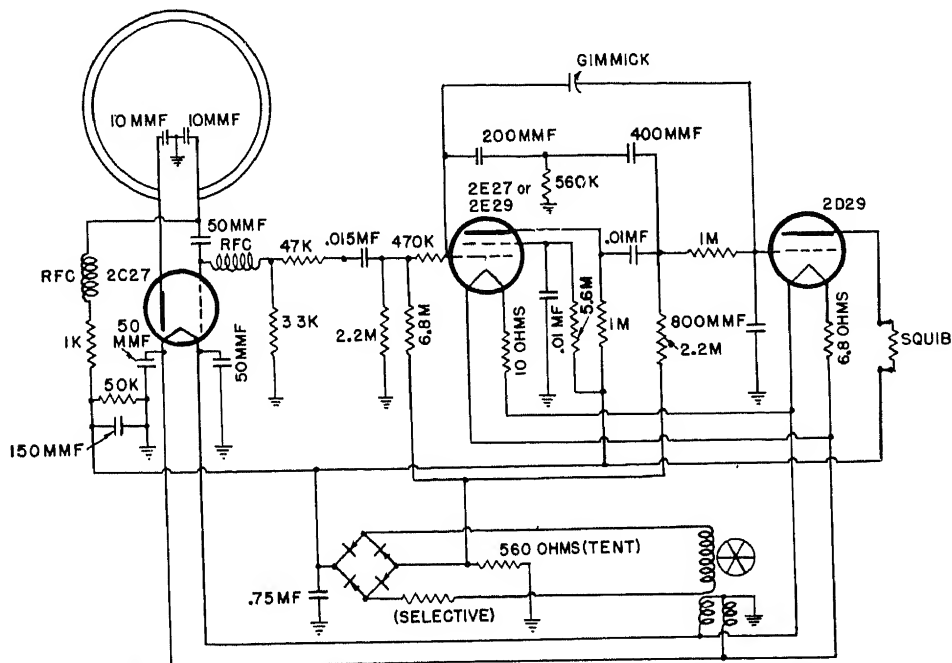 GIMMICK
10 MMF
10MMF
200MMF
400MMF
560K
2E27 or
2E29
2D29
50MMF
RFC
47K
.015MF
470K
.01MF
1M
RFC
2C27
50
MMF
1K
50MMF
3.3K
2.2M
6.8M
10 OHMS
.01 MF
5.6M
1M
800MMF
2.2M
6.8 OHMS
SQUIB
50K
150MMF
560 OHMS(TENT)
.75MF
(SELECTIVE)